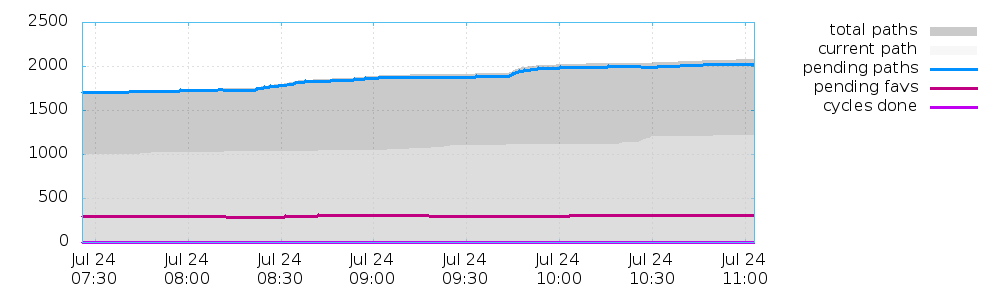 2500
2000
1500
1000
500
0
Jul 24 Jul 24 Jul 24 Jul 24 Jul 24 Jul 24 Jul 24 Jul 24
07:30 08:00 08:30 09:00 09:30 10:00 10:30 11:00
total paths
current path
pending paths
pending favs
cycles done